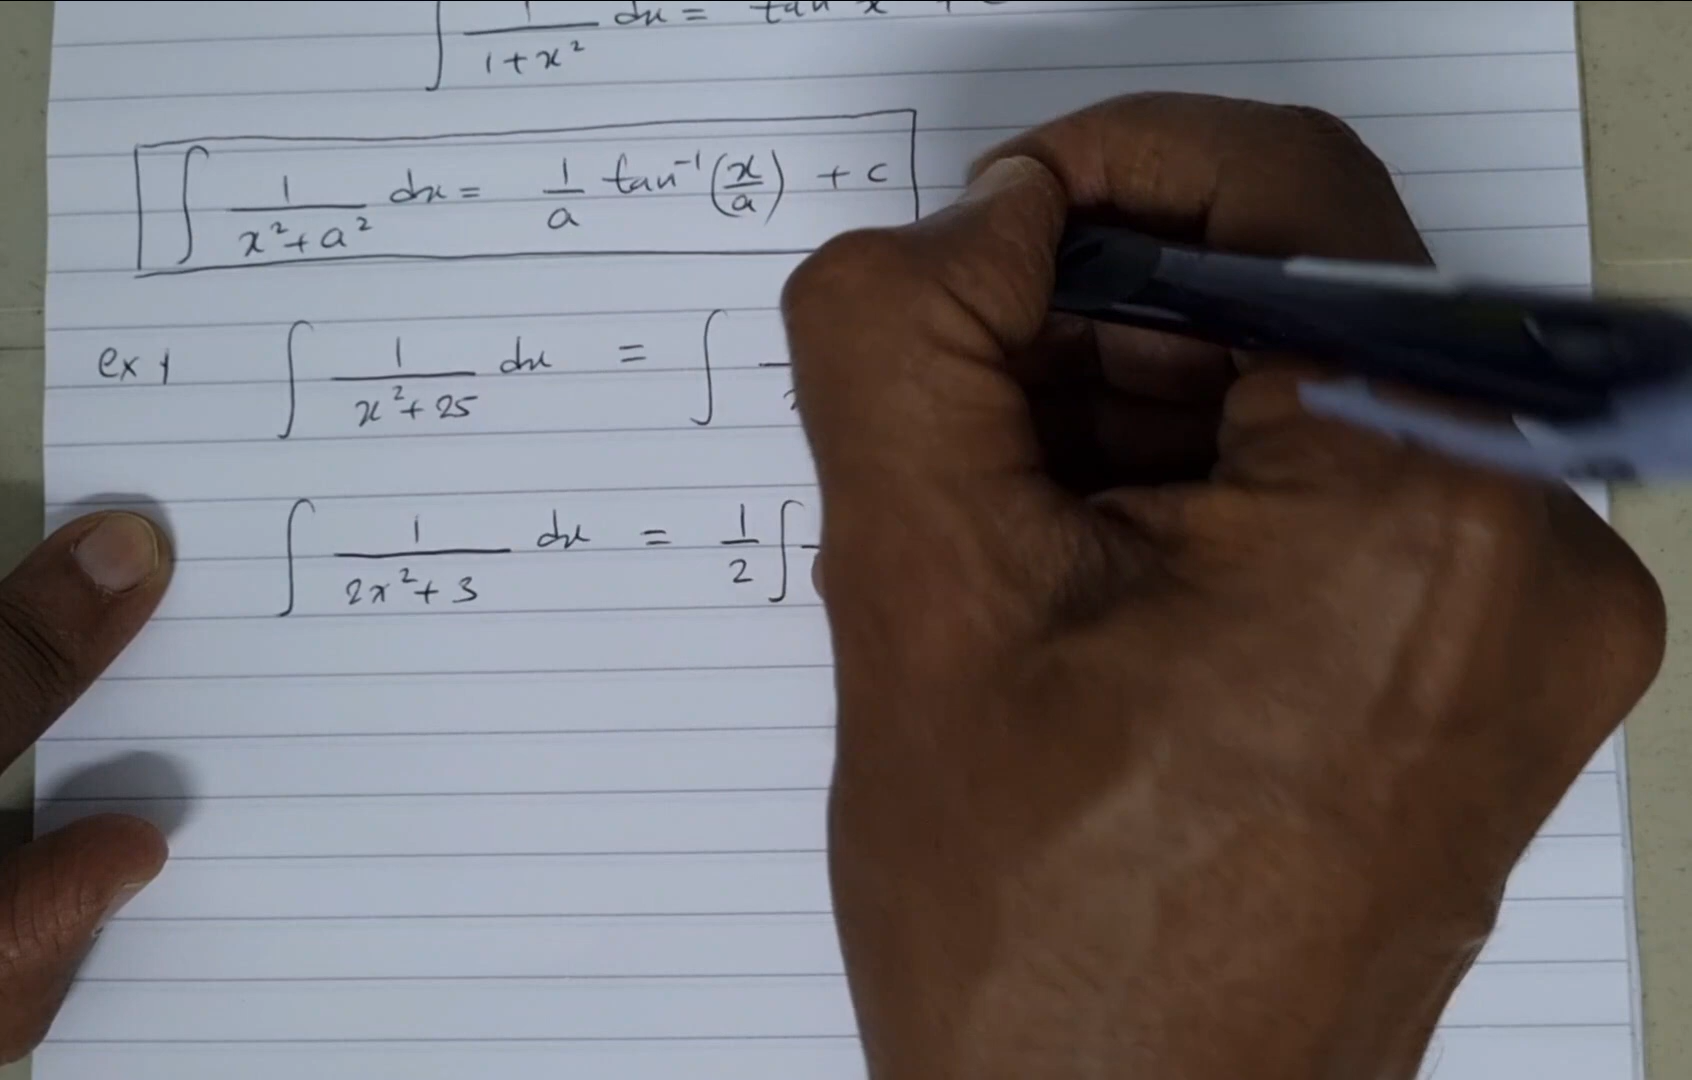 ∫ 1/(1+x²) dx = tan x
∫ 1/(x²+a²) dx = 1/a tan⁻¹(x/a) + c
ex 1 ∫ 1/(x²+25) dx = ∫
∫ 1/(2x²+3) dx = 1/2 ∫